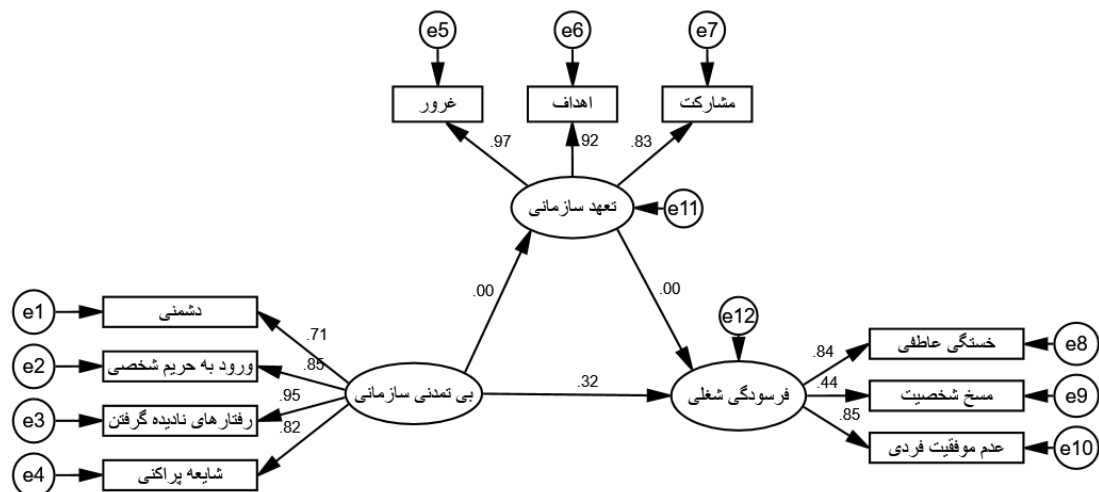 e5
e6
e7
غرور
اهداف
مشارکت
.97
.92
.83
تعهد سازمانی
e11
.00
.00
e12
e1
دشمنی
.71
e2
ورود به حریم شخصی
.85
e3
رفتارهای نادیده گرفتن
.95
e4
شایعه پراکنی
.82
بی تمدنی سازمانی
.32
فرسودگی شغلی
.84
خستگی عاطفی
e8
.44
مسخ شخصیت
e9
.85
عدم موفقیت فردی
e10